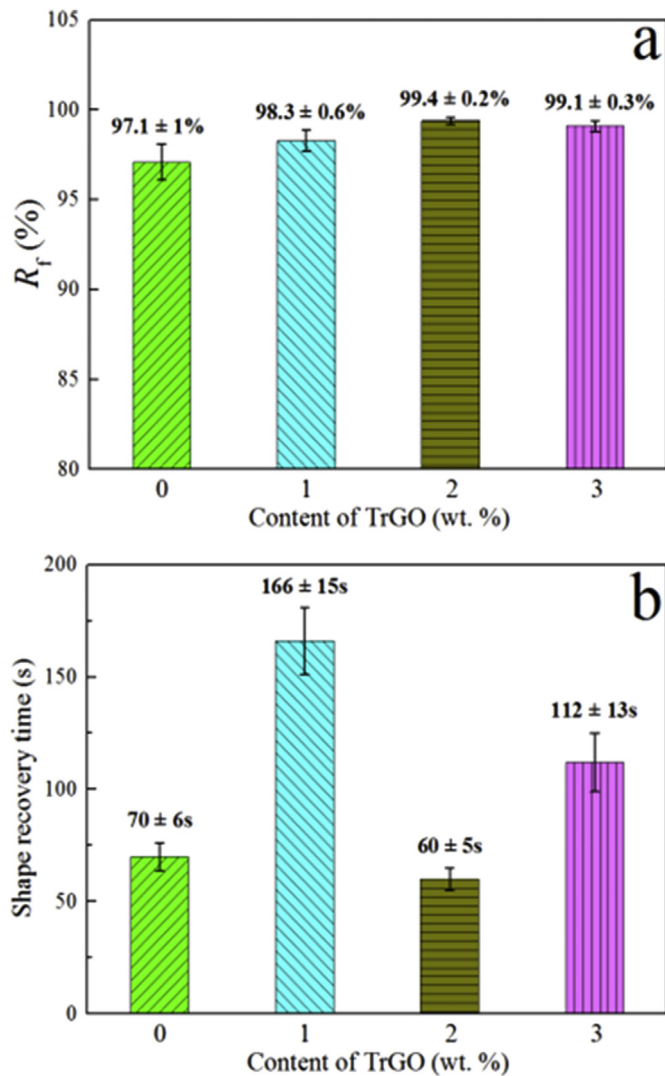 a
105
100
95
90
85
80
R_f (%)
97.1 ± 1%
98.3 ± 0.6%
99.4 ± 0.2%
99.1 ± 0.3%
0 1 2 3
Content of TrGO (wt. %)
b
200
150
100
50
0
Shape recovery time (s)
70 ± 6s
166 ± 15s
60 ± 5s
112 ± 13s
0 1 2 3
Content of TrGO (wt. %)